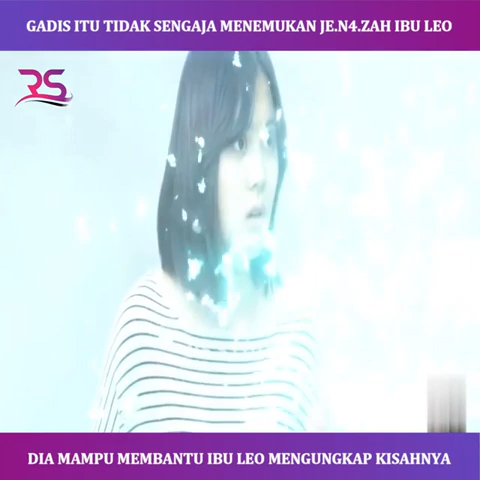 GADIS ITU TIDAK SENGAJA MENEMUKAN JE.N4.ZAH IBU LEO
RS
DIA MAMPU MEMBANTU IBU LEO MENGUNGKAP KISAHNYA